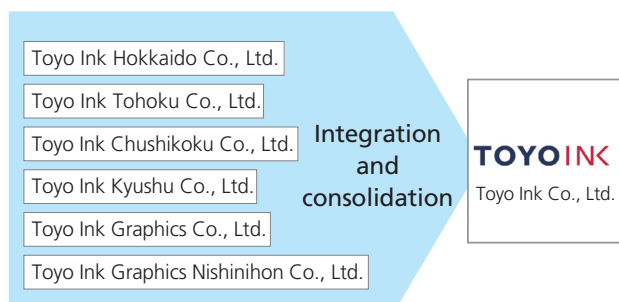 Toyo Ink Hokkaido Co., Ltd.
Toyo Ink Tohoku Co., Ltd.
Toyo Ink Chushikoku Co., Ltd.
Toyo Ink Kyushu Co., Ltd.
Toyo Ink Graphics Co., Ltd.
Toyo Ink Graphics Nishinihon Co., Ltd.
Integration
and
consolidation
TOYOINK
Toyo Ink Co., Ltd.